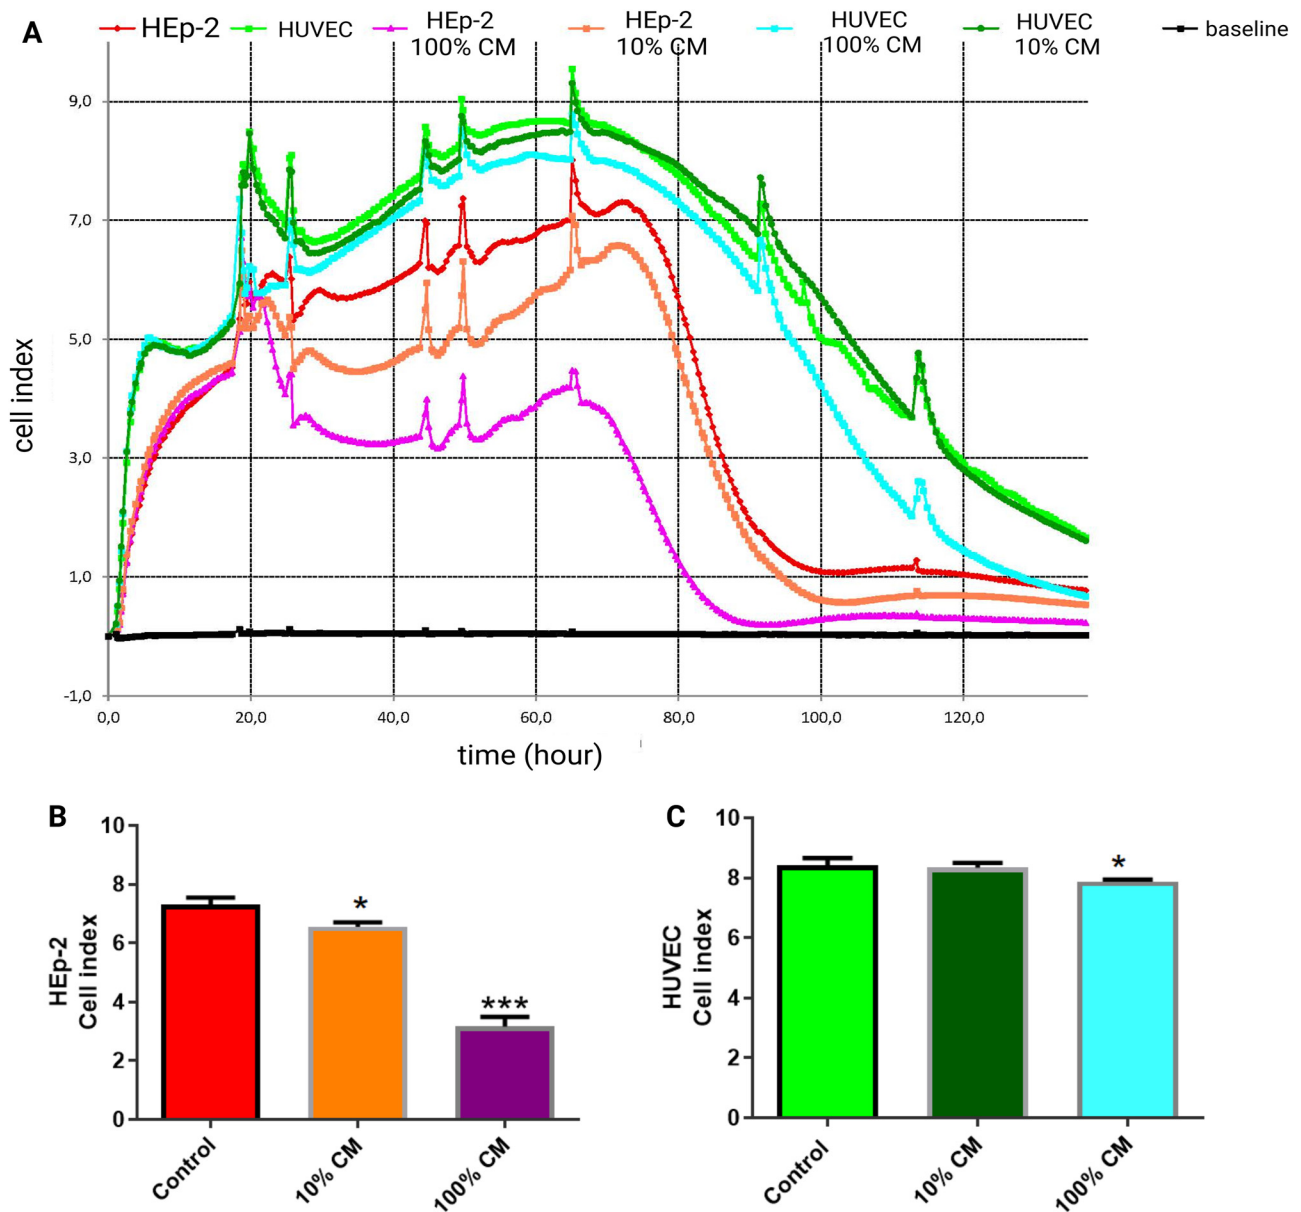 A
HEp-2
HUVEC
HEp-2
100% CM
HEp-2
10% CM
HUVEC
100% CM
HUVEC
10% CM
baseline
9,0
7,0
5,0
3,0
1,0
-1,0
cell index
0,0
20,0
40,0
60,0
80,0
100,0
120,0
time (hour)
B
10
8
6
4
2
0
HEp-2
Cell index
*
***
Control
10% CM
100% CM
C
10
8
6
4
2
0
HUVEC
Cell index
*
Control
10% CM
100% CM